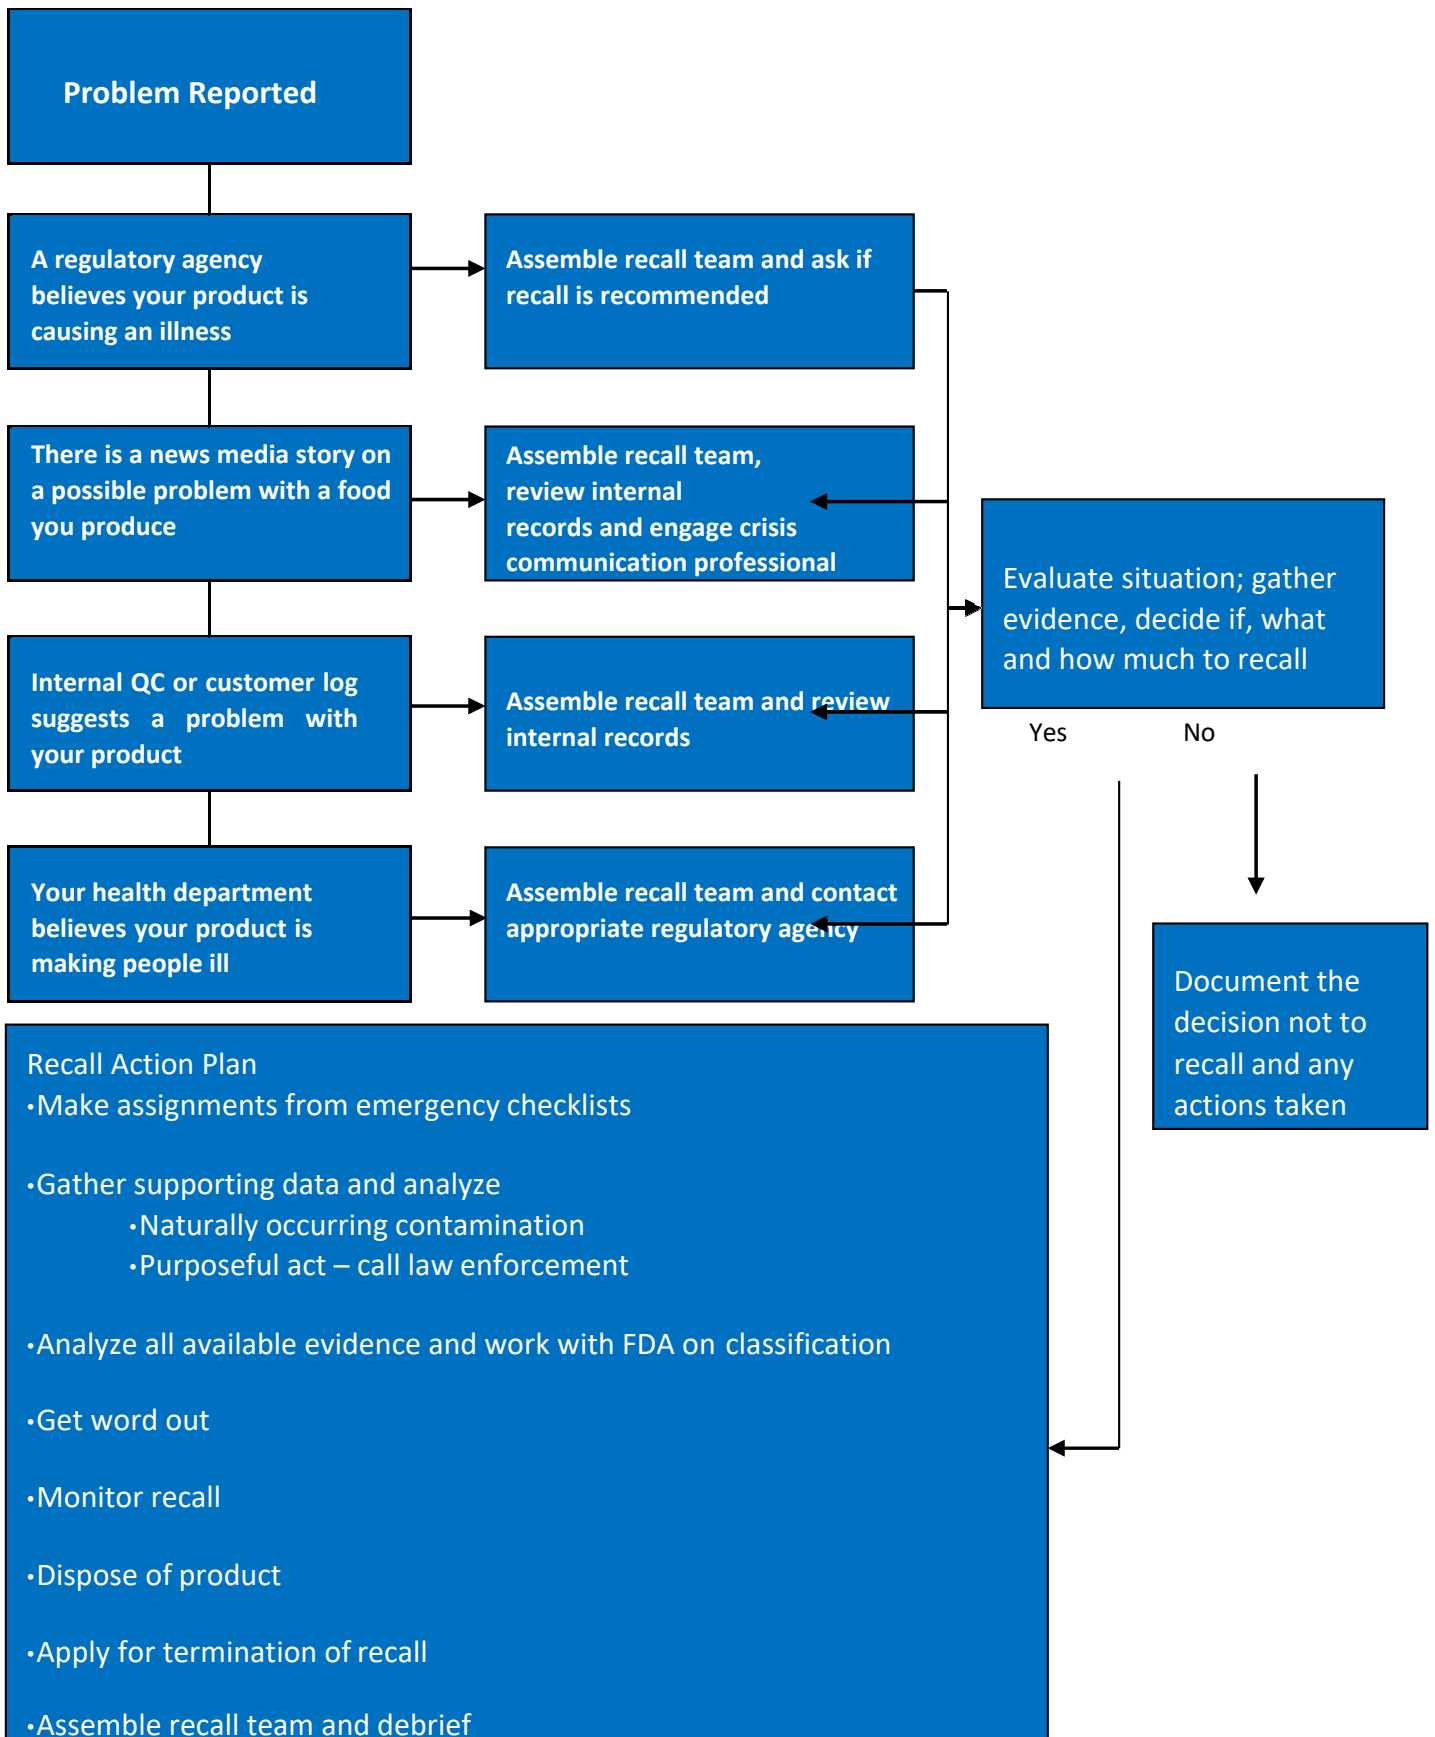 Problem Reported
A regulatory agency
believes your product is
causing an illness
Assemble recall team and ask if
recall is recommended
There is a news media story on
a possible problem with a food
you produce
Assemble recall team,
review internal
records and engage crisis
communication professional
Evaluate situation; gather
evidence, decide if, what
and how much to recall
Internal QC or customer log
suggests a problem with
your product
Assemble recall team and review
internal records
Yes
No
Your health department
believes your product is
making people ill
Assemble recall team and contact
appropriate regulatory agency
Document the
decision not to
recall and any
actions taken
Recall Action Plan
•Make assignments from emergency checklists
•Gather supporting data and analyze
•Naturally occurring contamination
•Purposeful act – call law enforcement
•Analyze all available evidence and work with FDA on classification
•Get word out
•Monitor recall
•Dispose of product
•Apply for termination of recall
•Assemble recall team and debrief